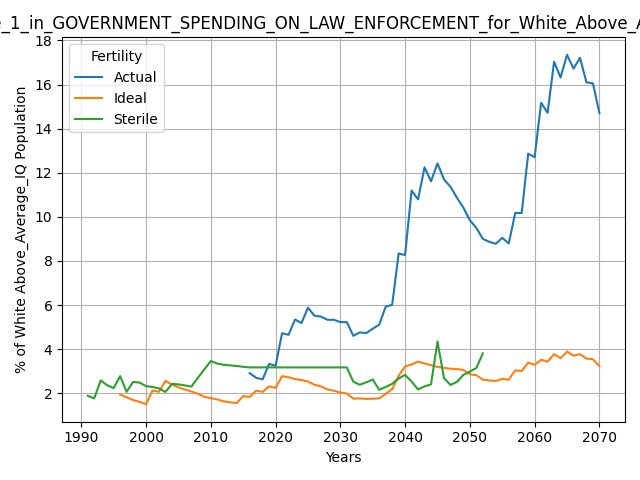 _1_in_GOVERNMENT_SPENDING_ON_LAW_ENFORCEMENT_for_White_Above_A
Fertility
Actual
Ideal
Sterile
% of White Above_Average_IQ Population
18
16
14
12
10
8
6
4
2
1990 2000 2010 2020 2030 2040 2050 2060 2070
Years